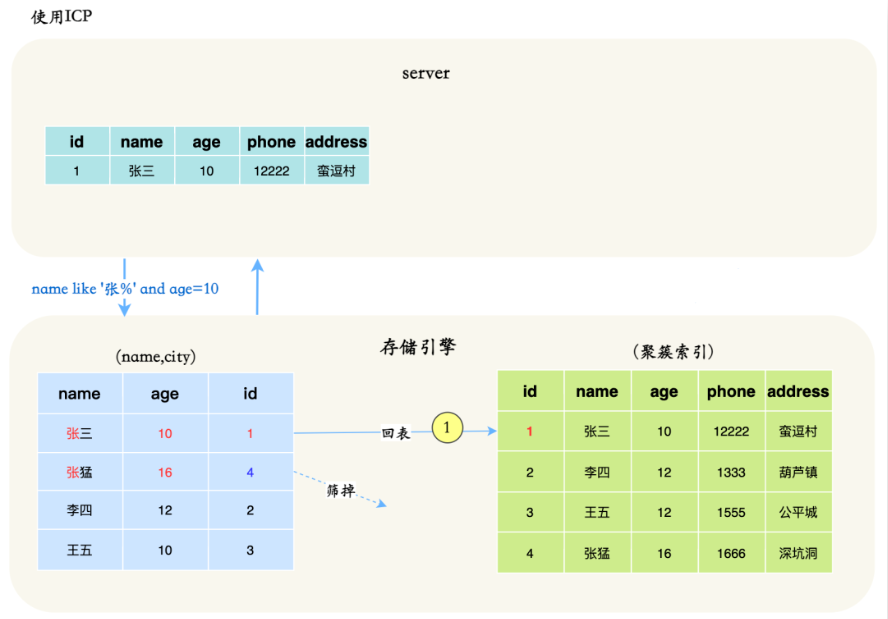 使用ICP
server
id name age phone address
1 张三 10 12222 蛮逗村
name like '张%' and age=10
存储引擎
(name,city)
name age id
张三 10 1
张猛 16 4
李四 12 2
王五 10 3
回表 1
筛掉
(聚簇索引)
id name age phone address
1 张三 10 12222 蛮逗村
2 李四 12 1333 葫芦镇
3 王五 12 1555 公平城
4 张猛 16 1666 深坑洞